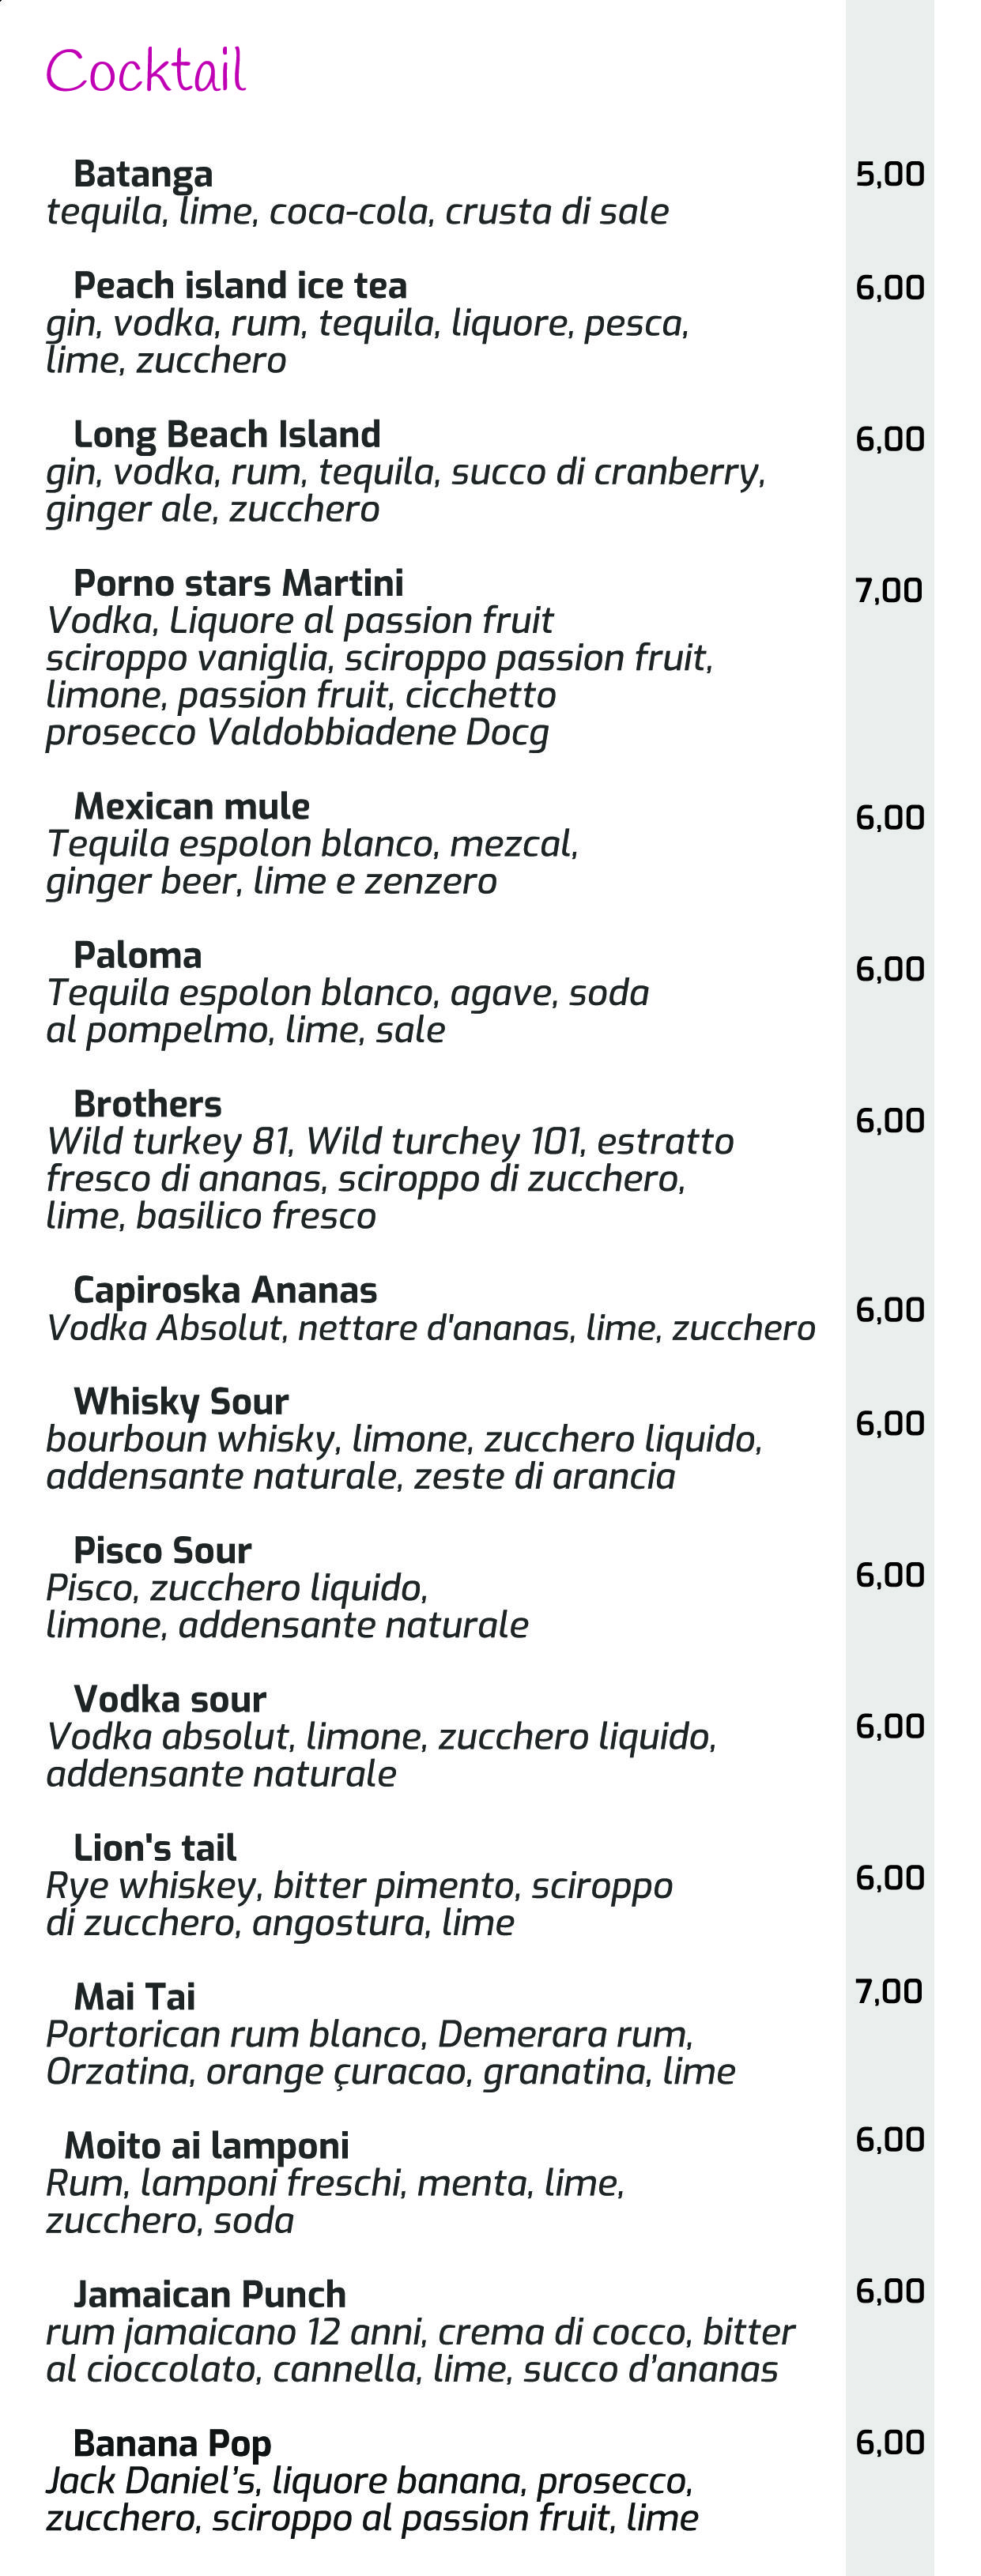 Cocktail
Batanga 5,00
tequila, lime, coca-cola, crusta di sale
Peach island ice tea 6,00
gin, vodka, rum, tequila, liquore, pesca,
lime, zucchero
Long Beach Island 6,00
gin, vodka, rum, tequila, succo di cranberry,
ginger ale, zucchero
Porno stars Martini 7,00
Vodka, Liquore al passion fruit
sciroppo vaniglia, sciroppo passion fruit,
limone, passion fruit, cicchetto
prosecco Valdobbiadene Docg
Mexican mule 6,00
Tequila espolon blanco, mezcal,
ginger beer, lime e zenzero
Paloma 6,00
Tequila espolon blanco, agave, soda
al pompelmo, lime, sale
Brothers 6,00
Wild turkey 81, Wild turchey 101, estratto
fresco di ananas, sciroppo di zucchero,
lime, basilico fresco
Capiroska Ananas 6,00
Vodka Absolut, nettare d'ananas, lime, zucchero
Whisky Sour 6,00
bourboun whisky, limone, zucchero liquido,
addensante naturale, zeste di arancia
Pisco Sour 6,00
Pisco, zucchero liquido,
limone, addensante naturale
Vodka sour 6,00
Vodka absolut, limone, zucchero liquido,
addensante naturale
Lion's tail 6,00
Rye whiskey, bitter pimento, sciroppo
di zucchero, angostura, lime
Mai Tai 7,00
Portorican rum blanco, Demerara rum,
Orzatina, orange çuracao, granatina, lime
Moito ai lamponi 6,00
Rum, lamponi freschi, menta, lime,
zucchero, soda
Jamaican Punch 6,00
rum jamaicano 12 anni, crema di cocco, bitter
al cioccolato, cannella, lime, succo d’ananas
Banana Pop 6,00
Jack Daniel’s, liquore banana, prosecco,
zucchero, sciroppo al passion fruit, lime